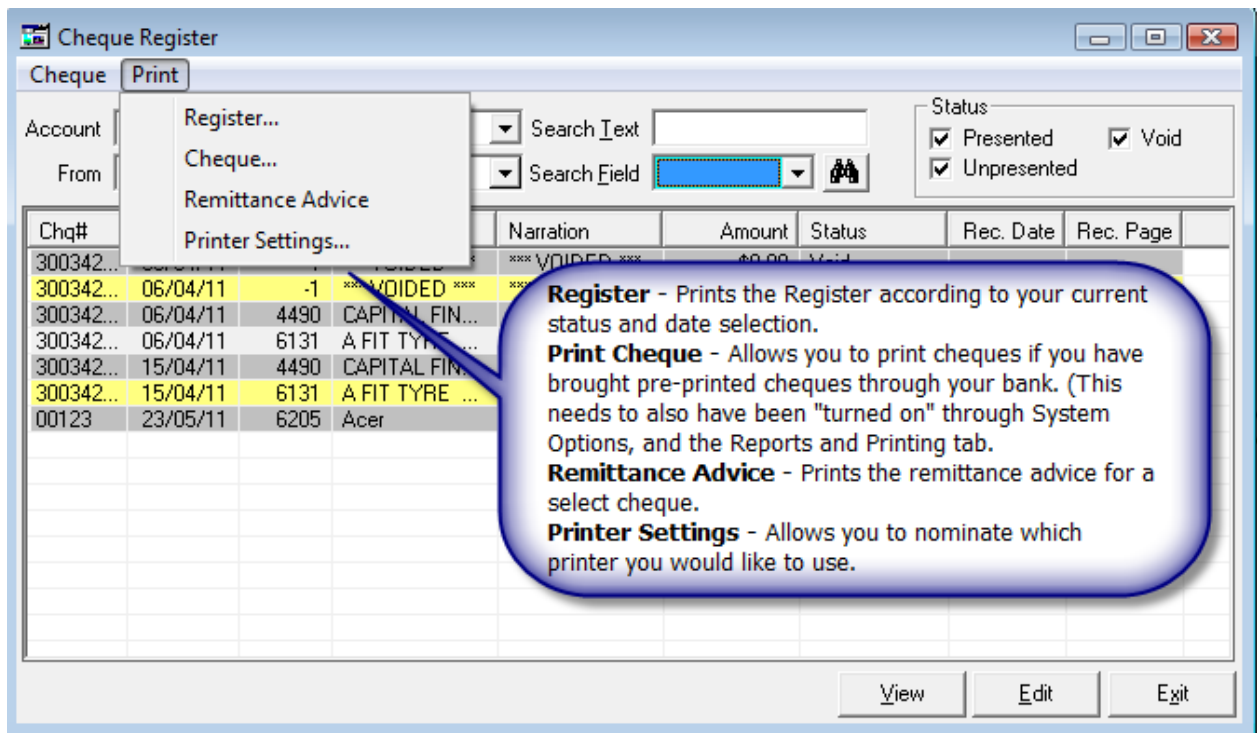 Cheque Register
Cheque Print
Register...
Cheque...
Remittance Advice
Printer Settings...
Account
From
Search Text
Search Field
Status
Presented
Void
Unpresented
Chq# Narration Amount Status Rec. Date Rec. Page
300342... *** VOIDED *** $0.00 Void
300342... 06/04/11 -1 *** VOIDED ***
300342... 06/04/11 4490 CAPITAL FIN...
300342... 06/04/11 6131 A FIT TYRE ...
300342... 15/04/11 4490 CAPITAL FIN...
300342... 15/04/11 6131 A FIT TYRE ...
00123 23/05/11 6205 Acer
Register - Prints the Register according to your current
status and date selection.
Print Cheque - Allows you to print cheques if you have
brought pre-printed cheques through your bank. (This
needs to also have been "turned on" through System
Options, and the Reports and Printing tab.
Remittance Advice - Prints the remittance advice for a
select cheque.
Printer Settings - Allows you to nominate which
printer you would like to use.
View Edit Exit